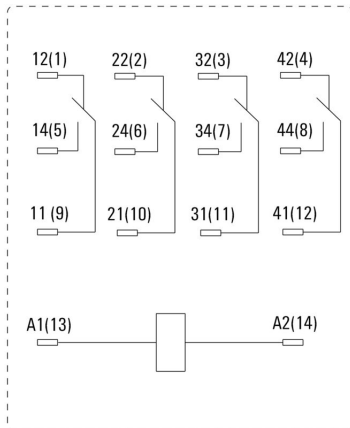 12(1) 22(2) 32(3) 42(4)
14(5) 24(6) 34(7) 44(8)
11 (9) 21(10) 31(11) 41(12)
A1(13) A2(14)